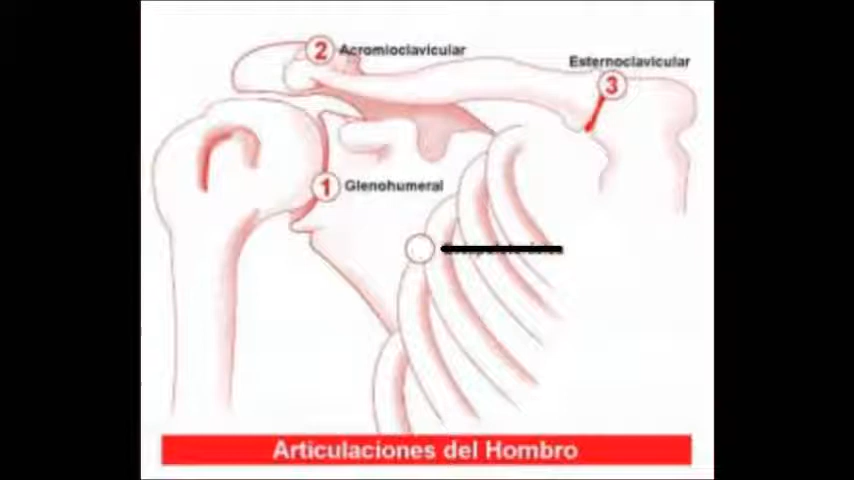 2 Acromioclavicular
Esternoclavicular
3
1 Glenohumeral
Articulaciones del Hombro